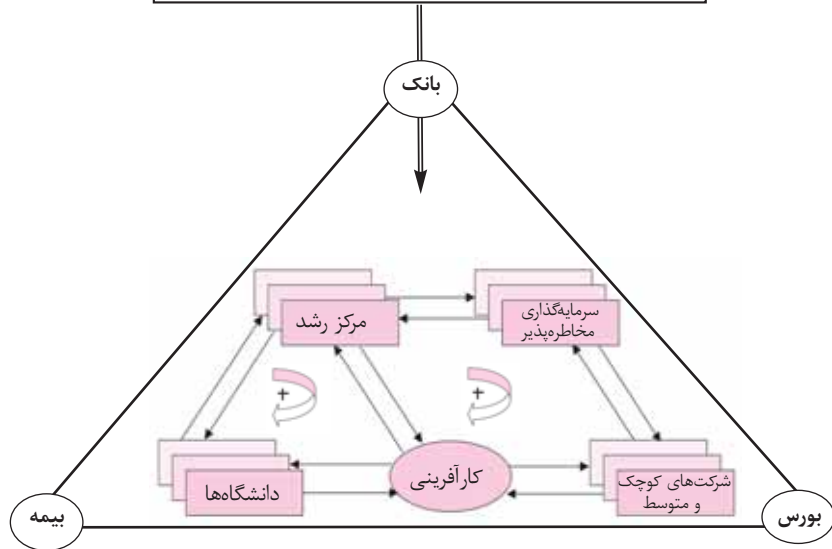 بانک
سرمایه‌گذاری
مخاطره‌پذیر
مرکز رشد
+
+
شرکت‌های کوچک
و متوسط
کارآفرینی
دانشگاه‌ها
بورس
بیمه